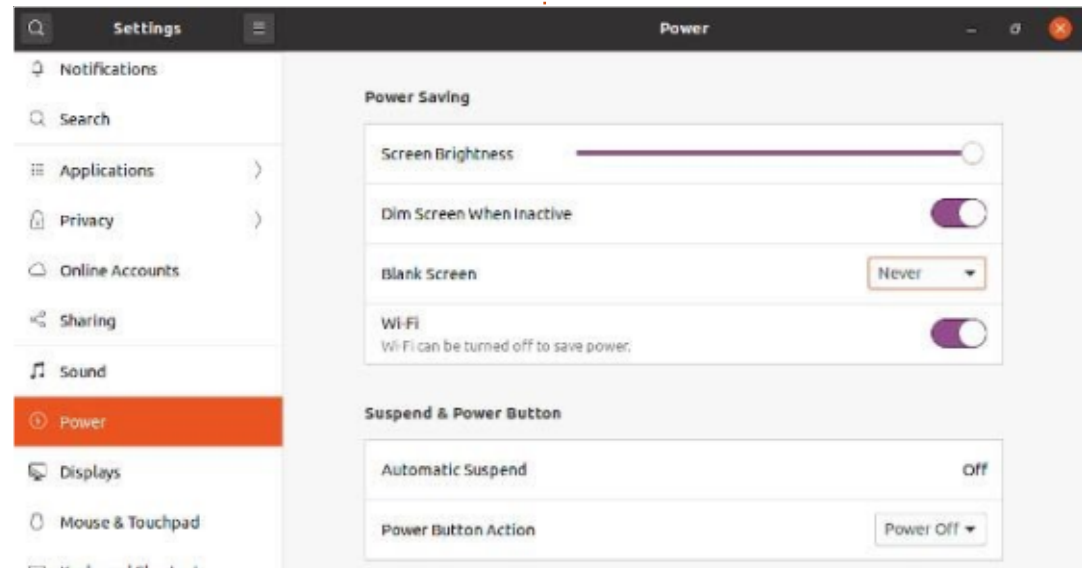 Settings
Power
Notifications
Search
Applications
Privacy
Online Accounts
Sharing
Sound
Power
Displays
Mouse & Touchpad
Power Saving
Screen Brightness
Dim Screen When Inactive
Blank Screen Never
Wi-Fi
Wi-Fi can be turned off to save power.
Suspend & Power Button
Automatic Suspend Off
Power Button Action Power Off